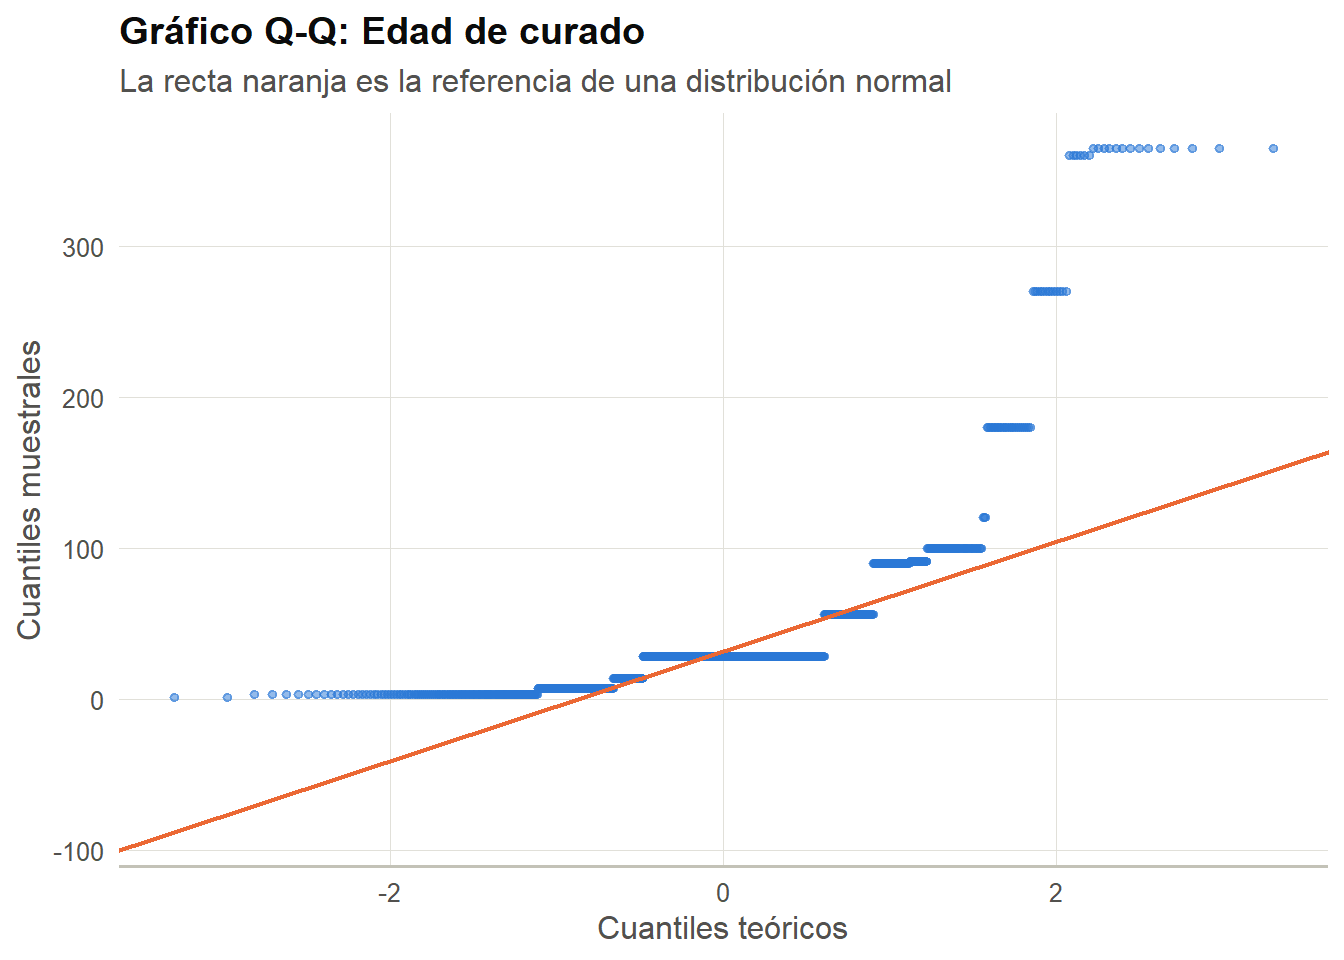 Gráfico Q-Q: Edad de curado
La recta naranja es la referencia de una distribución normal
Cuantiles muestrales
300
200
100
0
-100
-2
0
2
Cuantiles teóricos